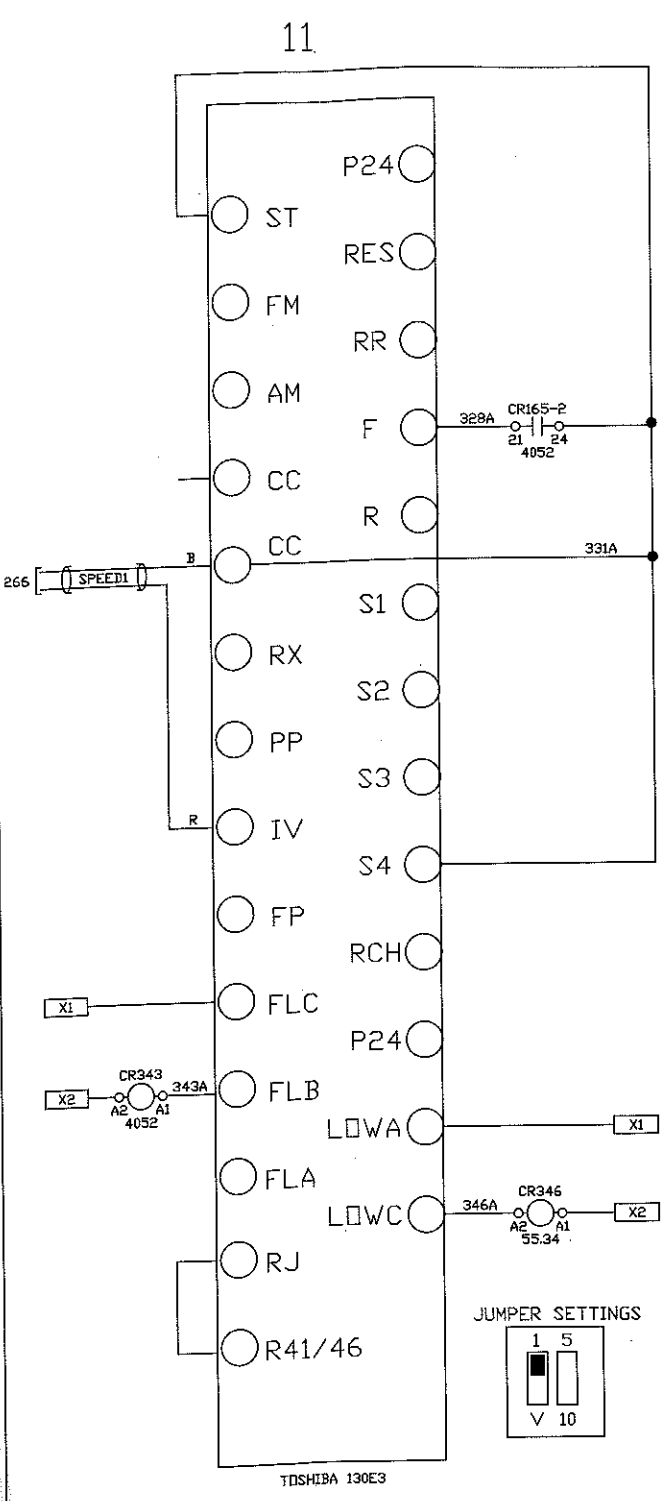 11
P24
ST
RES
FM
RR
AM
F 328A CR165-2
21 24
4052
CC
R
CC
331A
B
266 SPEED1
S1
RX
S2
PP
S3
R IV
S4
FP
RCH
X1 FLC
P24
CR343
X2 343A FLB
A2 A1
4052
LOWA X1
FLA
LOWC 346A CR346 X2
A2 A1
55.34
RJ
JUMPER SETTINGS
1 5
R41/46
V 10
TOSHIBA 130E3